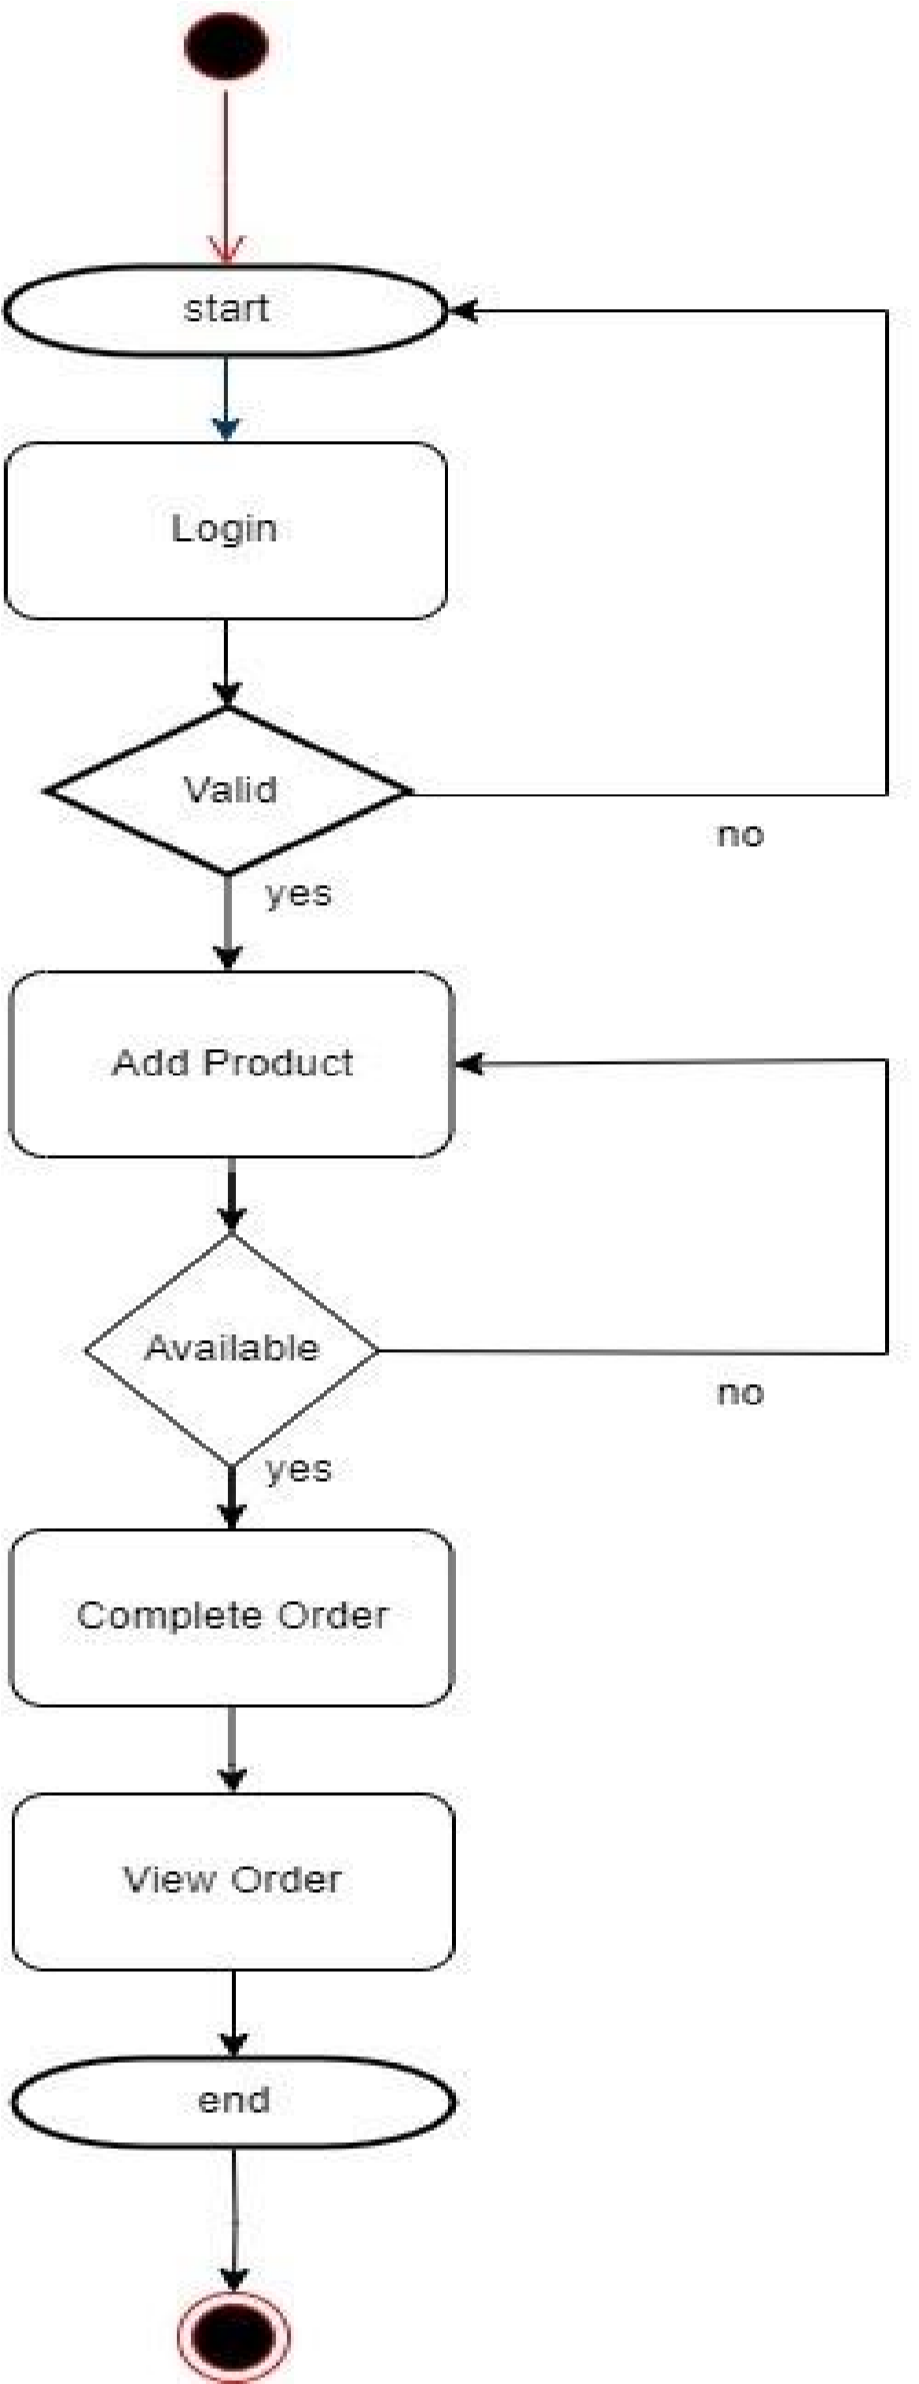 start
Login
Valid
no
yes
Add Product
Available
no
yes
Complete Order
View Order
end